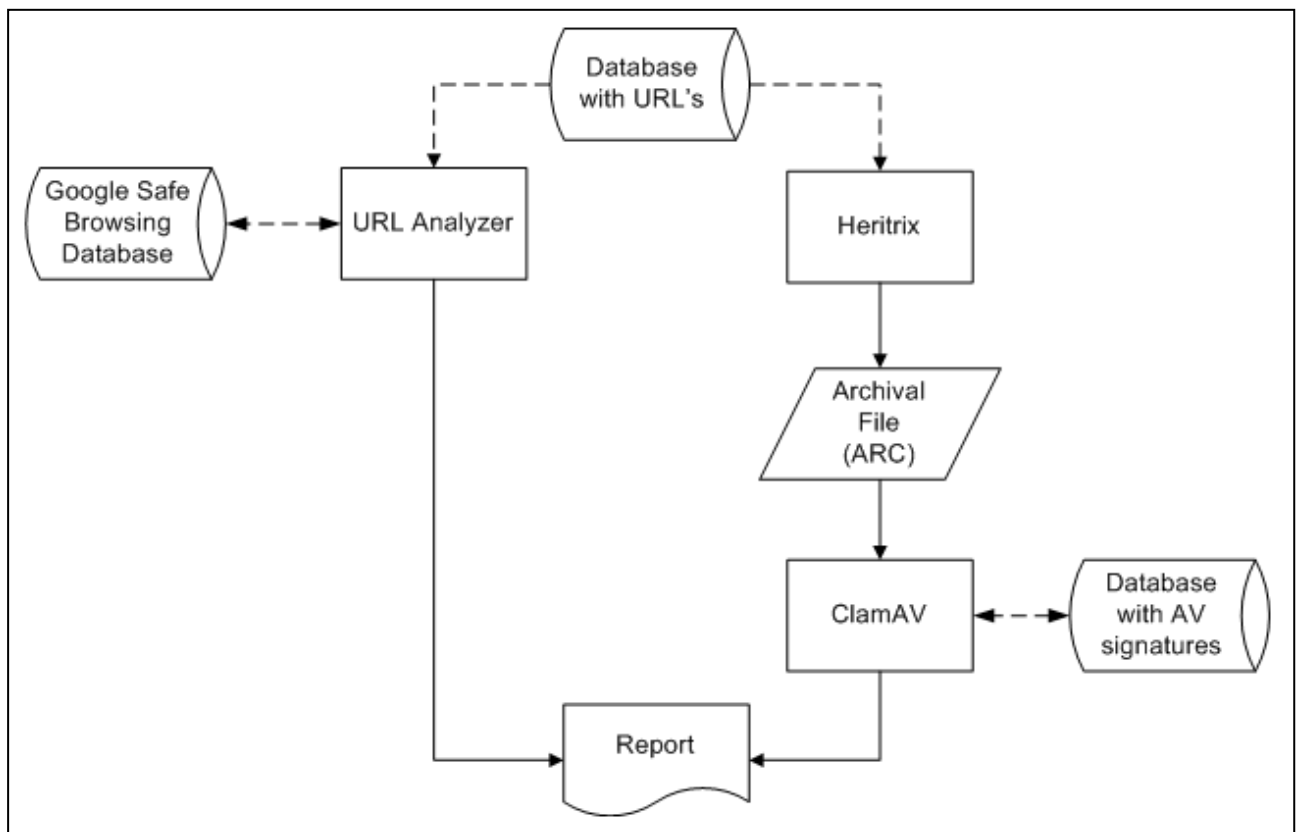 Database
with URL's
Google Safe
Browsing
Database
URL Analyzer
Heritrix
Archival
File
(ARC)
ClamAV
Database
with AV
signatures
Report